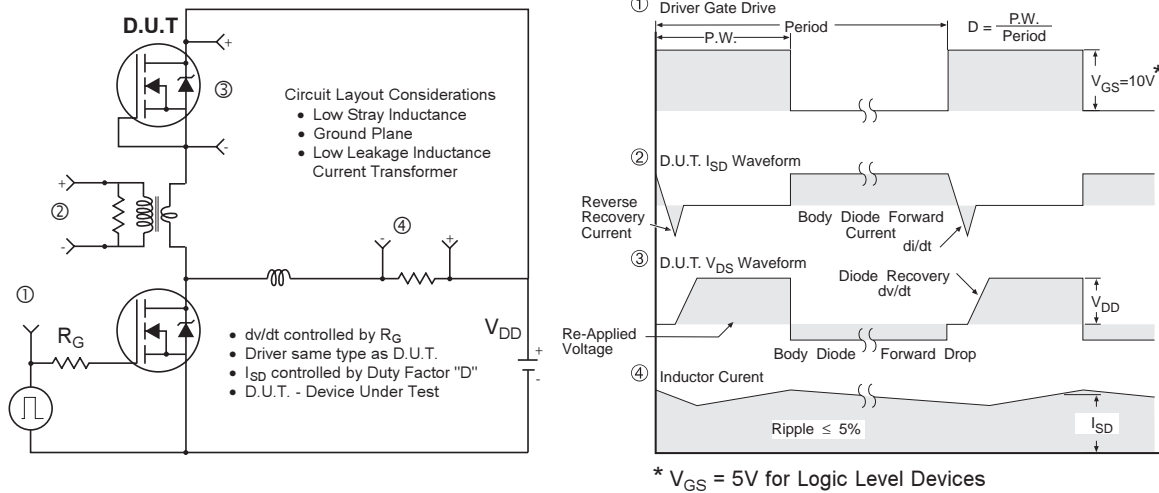 D.U.T
+
③
-
Circuit Layout Considerations
• Low Stray Inductance
• Ground Plane
• Low Leakage Inductance
Current Transformer
+
②
-
④
-
+
①
R_G
V_DD
+
-
• dv/dt controlled by R_G
• Driver same type as D.U.T.
• I_SD controlled by Duty Factor "D"
• D.U.T. - Device Under Test
① Driver Gate Drive
P.W.
Period
D = P.W.
Period
V_GS=10V*
② D.U.T. I_SD Waveform
Reverse
Recovery
Current
Body Diode Forward
Current
di/dt
③ D.U.T. V_DS Waveform
Diode Recovery
dv/dt
V_DD
Re-Applied
Voltage
Body Diode Forward Drop
④ Inductor Curent
Ripple ≤ 5%
I_SD
* V_GS = 5V for Logic Level Devices